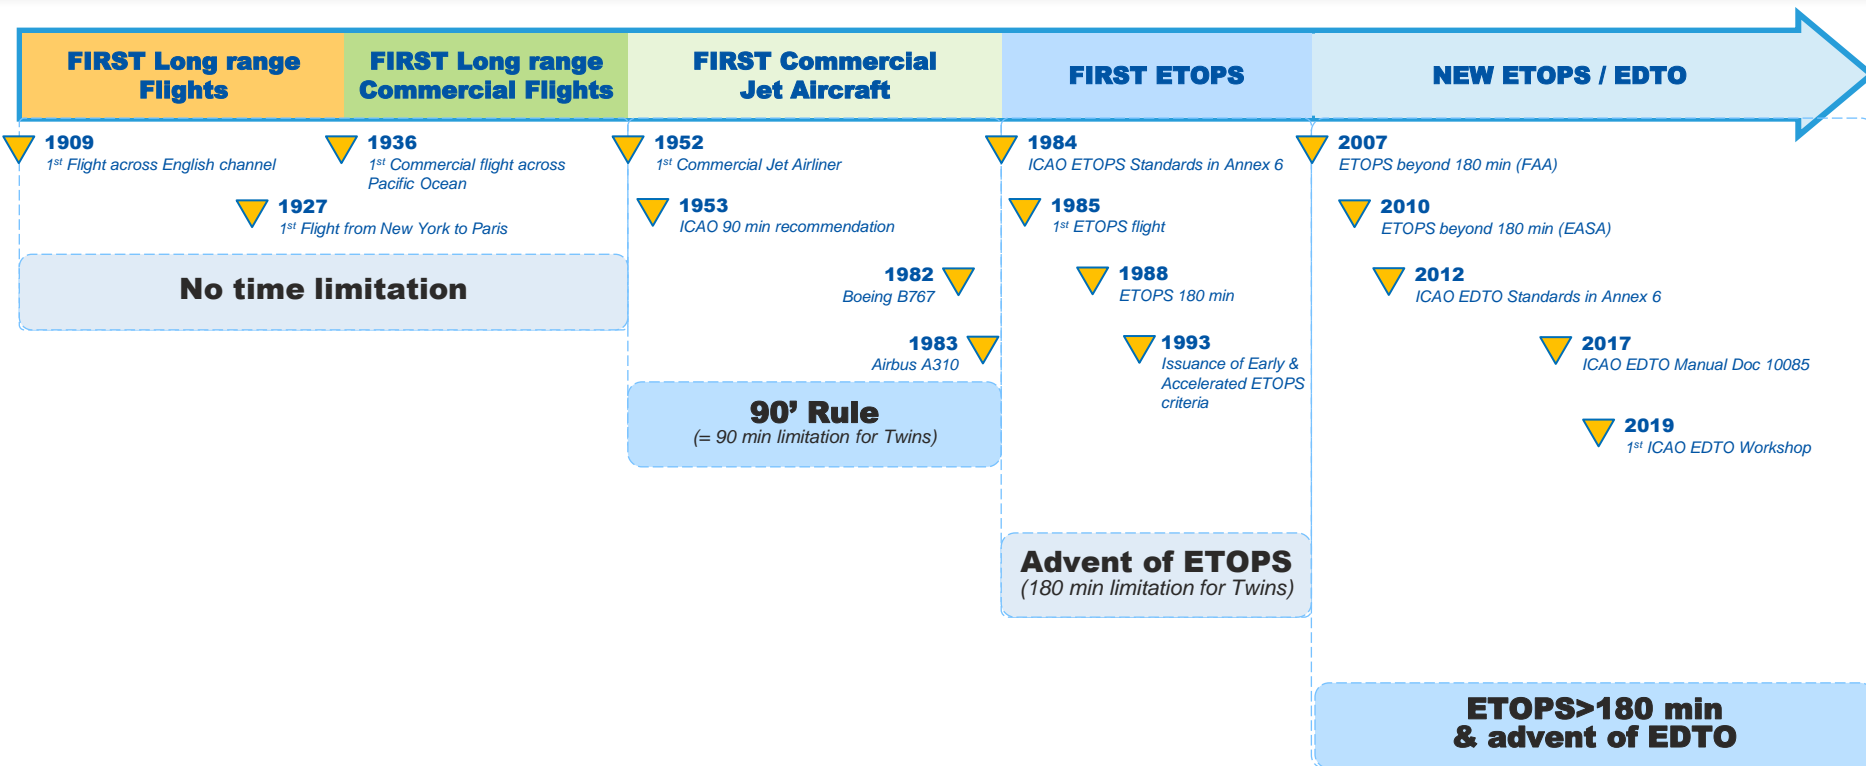 FIRST Long range
Flights
FIRST Long range
Commercial Flights
FIRST Commercial
Jet Aircraft
FIRST ETOPS
NEW ETOPS / EDTO
1909
1st Flight across English channel
1927
1st Flight from New York to Paris
1936
1st Commercial flight across
Pacific Ocean
No time limitation
1952
1st Commercial Jet Airliner
1953
ICAO 90 min recommendation
1982
Boeing B767
1983
Airbus A310
90’ Rule
(= 90 min limitation for Twins)
1984
ICAO ETOPS Standards in Annex 6
1985
1st ETOPS flight
1988
ETOPS 180 min
1993
Issuance of Early &
Accelerated ETOPS
criteria
Advent of ETOPS
(180 min limitation for Twins)
2007
ETOPS beyond 180 min (FAA)
2010
ETOPS beyond 180 min (EASA)
2012
ICAO EDTO Standards in Annex 6
2017
ICAO EDTO Manual Doc 10085
2019
1st ICAO EDTO Workshop
ETOPS>180 min
& advent of EDTO